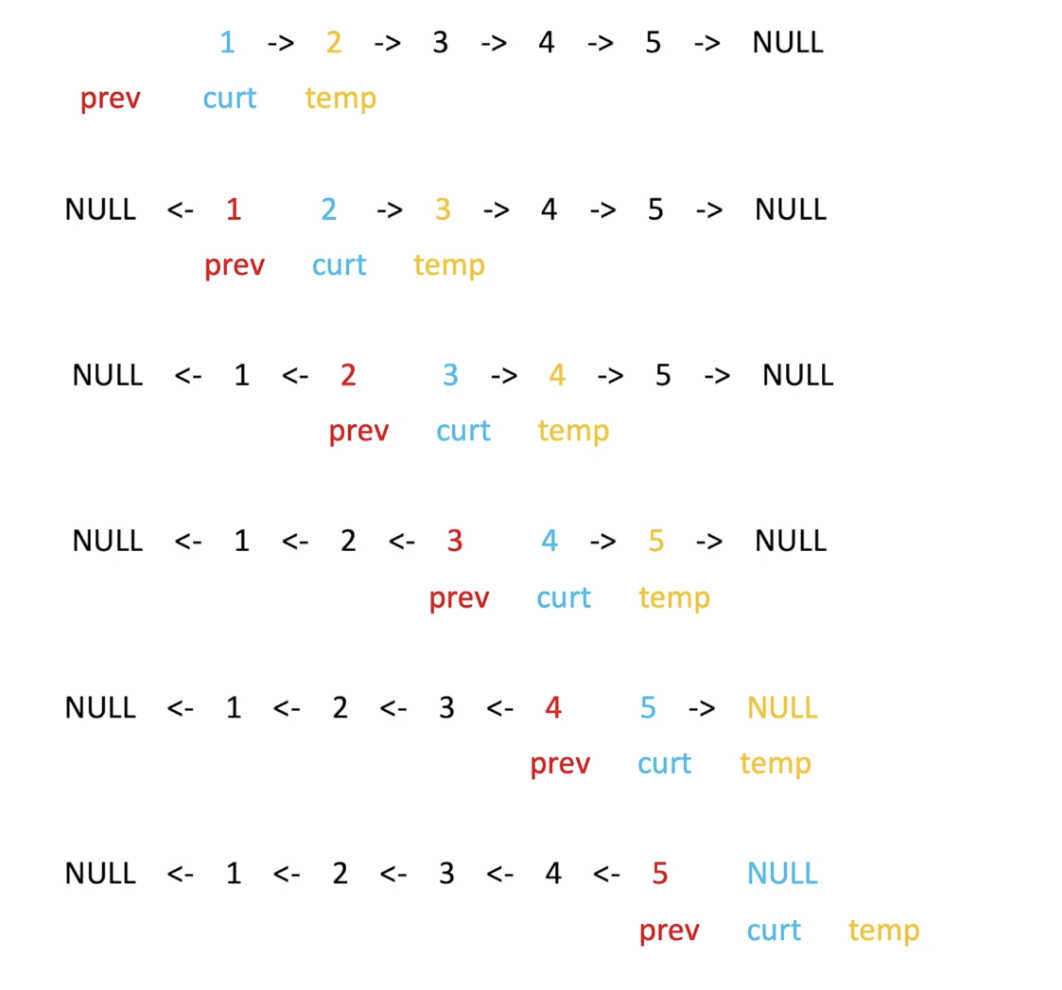 1 -> 2 -> 3 -> 4 -> 5 -> NULL
prev curt temp
NULL <- 1 2 -> 3 -> 4 -> 5 -> NULL
prev curt temp
NULL <- 1 <- 2 3 -> 4 -> 5 -> NULL
prev curt temp
NULL <- 1 <- 2 <- 3 4 -> 5 -> NULL
prev curt temp
NULL <- 1 <- 2 <- 3 <- 4 5 -> NULL
prev curt temp
NULL <- 1 <- 2 <- 3 <- 4 <- 5 NULL
prev curt temp